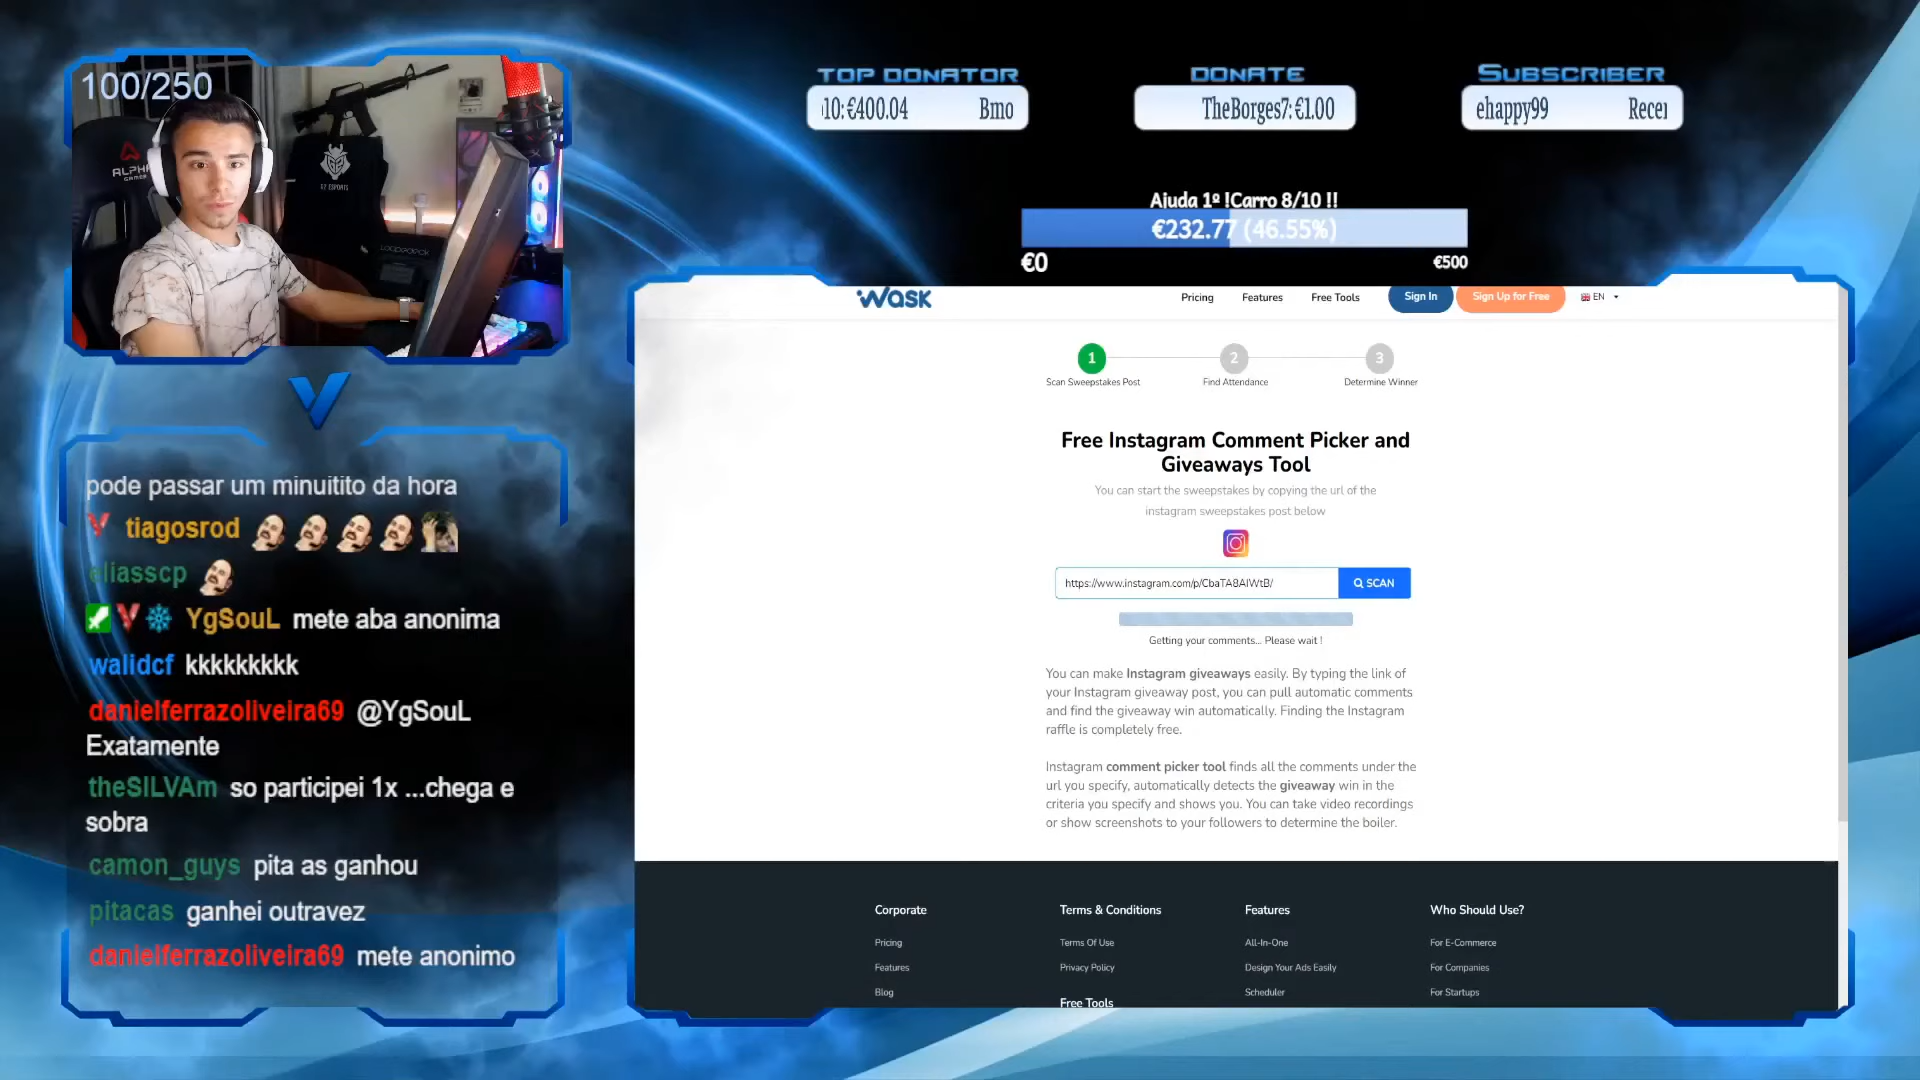 100/250
ALPHA
GAMER
G2 ESPORTS
TOP DONATOR
10: €400.04 Bmo
DONATE
TheBorges7: €1.00
SUBSCRIBER
ehappy99 Recer
Ajuda 1º !Carro 8/10 !!
€232.77 (46.55%)
€0
€500
Wask
Pricing
Features
Free Tools
Sign In
Sign Up for Free
EN
1
2
3
Scan Sweepstakes Post
Find Attendance
Determine Winner
Free Instagram Comment Picker and
Giveaways Tool
You can start the sweepstakes by copying the url of the
instagram sweepstakes post below
https://www.instagram.com/p/CbaTA8AIWtB/
SCAN
Getting your comments... Please wait !
You can make Instagram giveaways easily. By typing the link of
your Instagram giveaway post, you can pull automatic comments
and find the giveaway win automatically. Finding the Instagram
raffle is completely free.
Instagram comment picker tool finds all the comments under the
url you specify, automatically detects the giveaway win in the
criteria you specify and shows you. You can take video recordings
or show screenshots to your followers to determine the boiler.
Corporate
Pricing
Features
Blog
Terms & Conditions
Terms Of Use
Privacy Policy
Free Tools
Features
All-In-One
Design Your Ads Easily
Scheduler
Who Should Use?
For E-Commerce
For Companies
For Startups
pode passar um minuitito da hora
tiagosrod
eliasscp
YgSouL mete aba anonima
walidcf kkkkkkkkk
danielferrazoliveira69 @YgSouL
Exatamente
theSILVAm so participei 1x ...chega e
sobra
camon_guys pita as ganhou
pitacas ganhei outravez
danielferrazoliveira69 mete anonimo